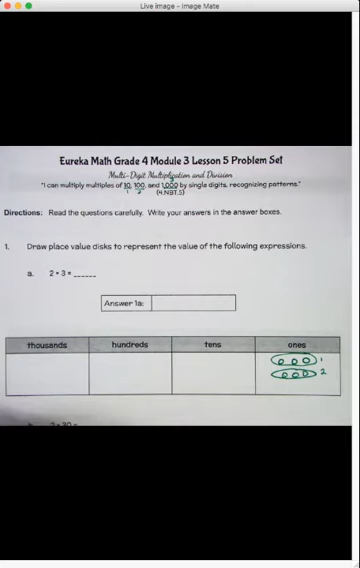 Live image - Image Mate
Eureka Math Grade 4 Module 3 Lesson 5 Problem Set
Multi-Digit Multiplication and Division
"I can multiply multiples of 10, 100, and 1,000 by single digits, recognizing patterns."
1 2 3
(4.NBT.5)
Directions: Read the questions carefully. Write your answers in the answer boxes.
1. Draw place value disks to represent the value of the following expressions.
a. 2 • 3 = ______
Answer 1a:
thousands hundreds tens ones
1
2